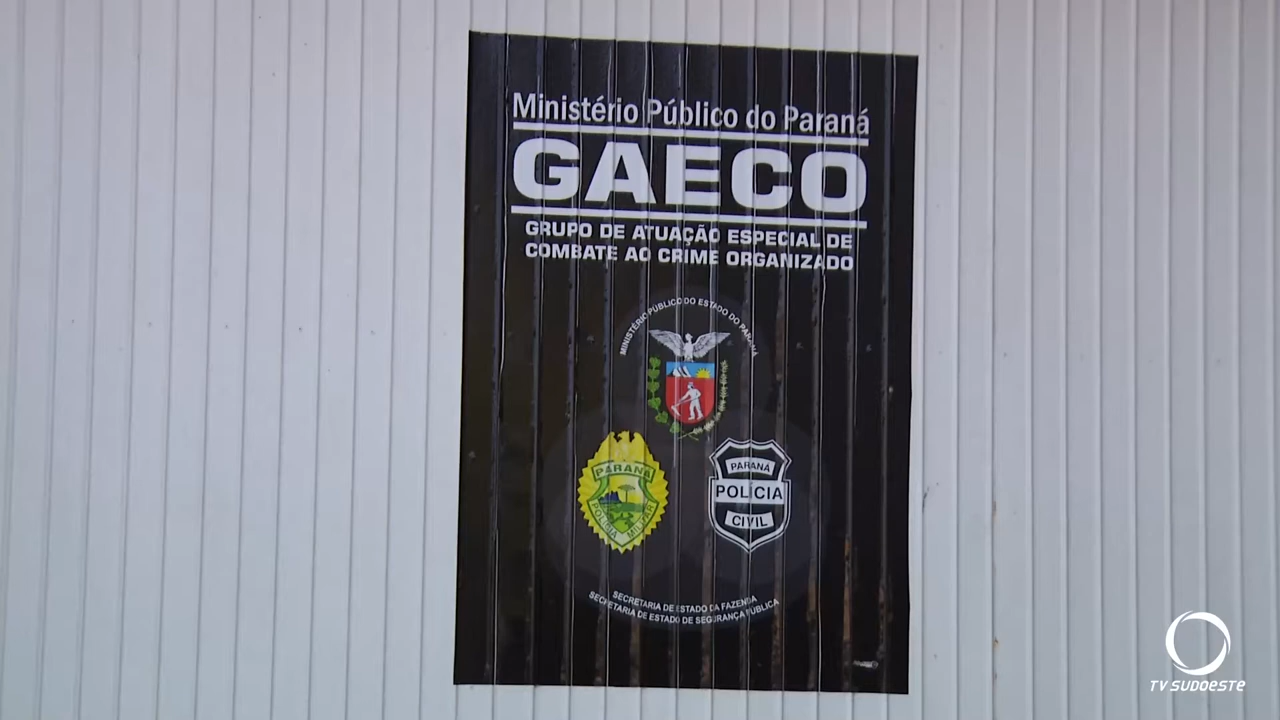 Ministério Público do Paraná
GAECO
GRUPO DE ATUAÇÃO ESPECIAL DE
COMBATE AO CRIME ORGANIZADO
MINISTÉRIO PÚBLICO DO ESTADO DO PARANÁ
PARANÁ
POLÍCIA MILITAR
PARANÁ
POLÍCIA
CIVIL
SECRETARIA DE ESTADO DA FAZENDA
SECRETARIA DE ESTADO DE SEGURANÇA PÚBLICA
TV SUDOESTE